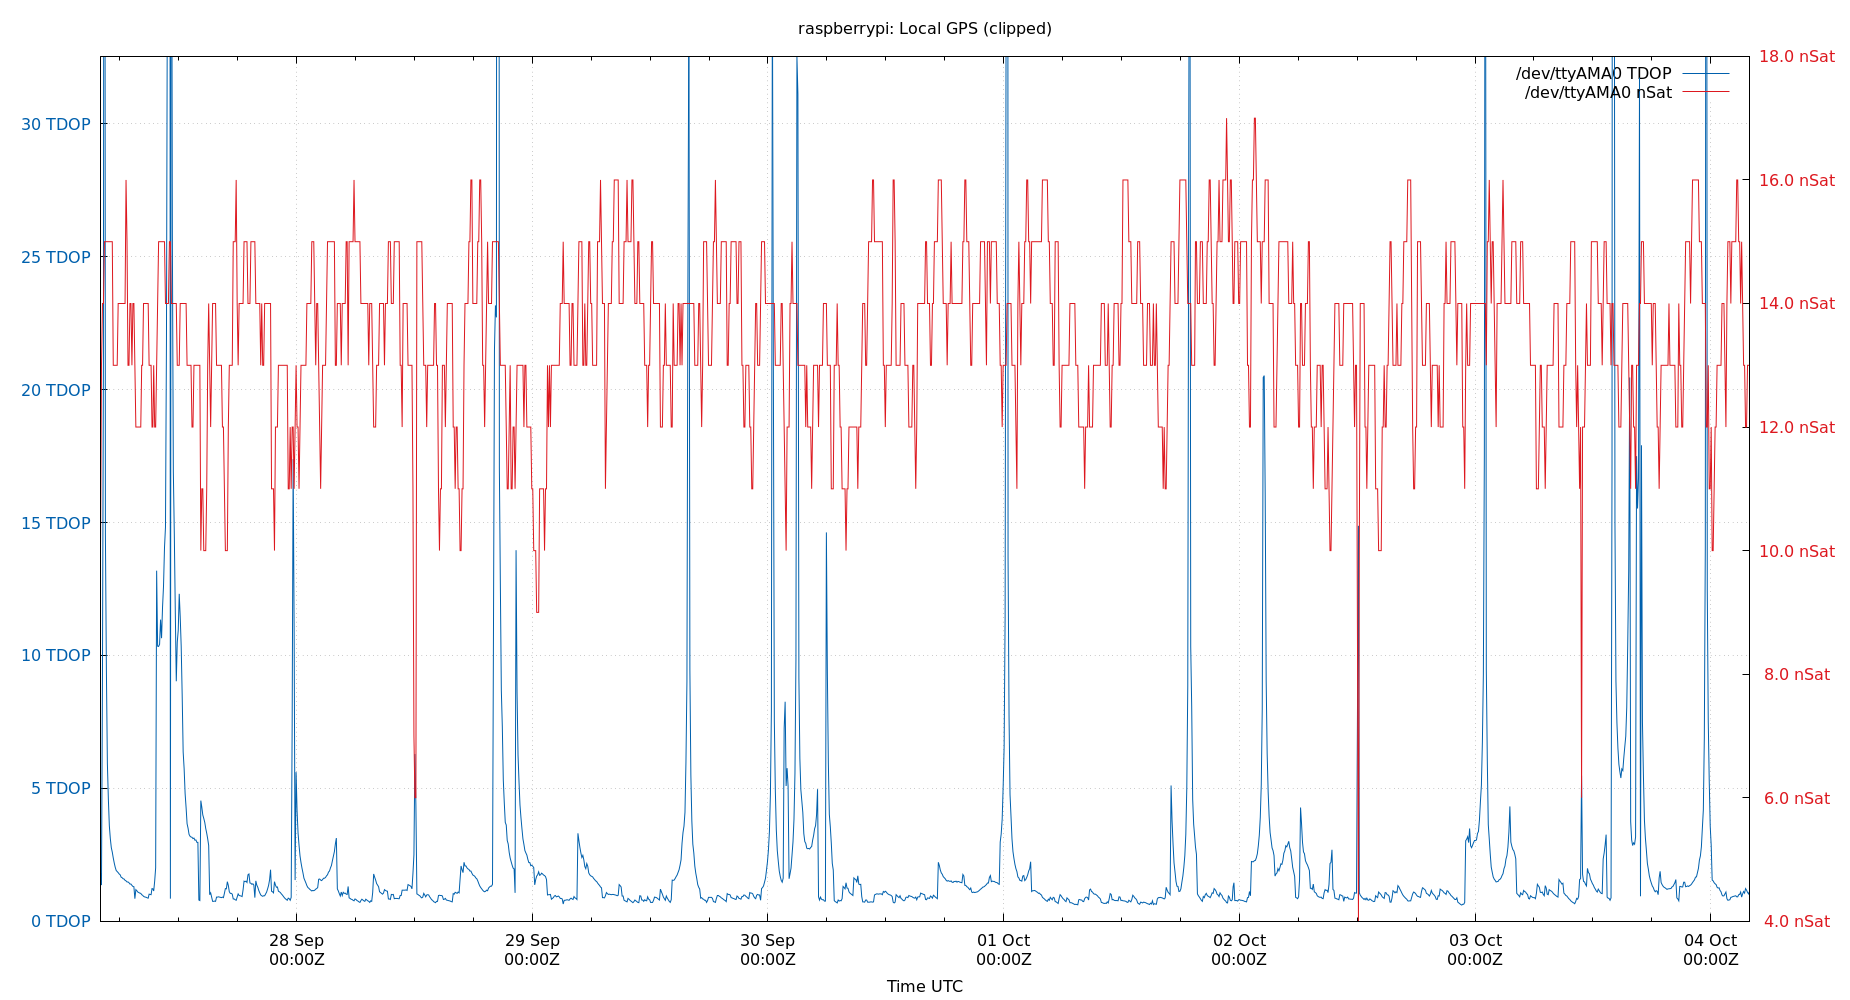 raspberrypi: Local GPS (clipped)
18.0 nSat
/dev/ttyAMA0 TDOP
/dev/ttyAMA0 nSat
30 TDOP
16.0 nSat
25 TDOP
14.0 nSat
20 TDOP
12.0 nSat
15 TDOP
10.0 nSat
10 TDOP
8.0 nSat
5 TDOP
6.0 nSat
0 TDOP
4.0 nSat
28 Sep 29 Sep 30 Sep 01 Oct 02 Oct 03 Oct 04 Oct
00:00Z 00:00Z 00:00Z 00:00Z 00:00Z 00:00Z 00:00Z
Time UTC